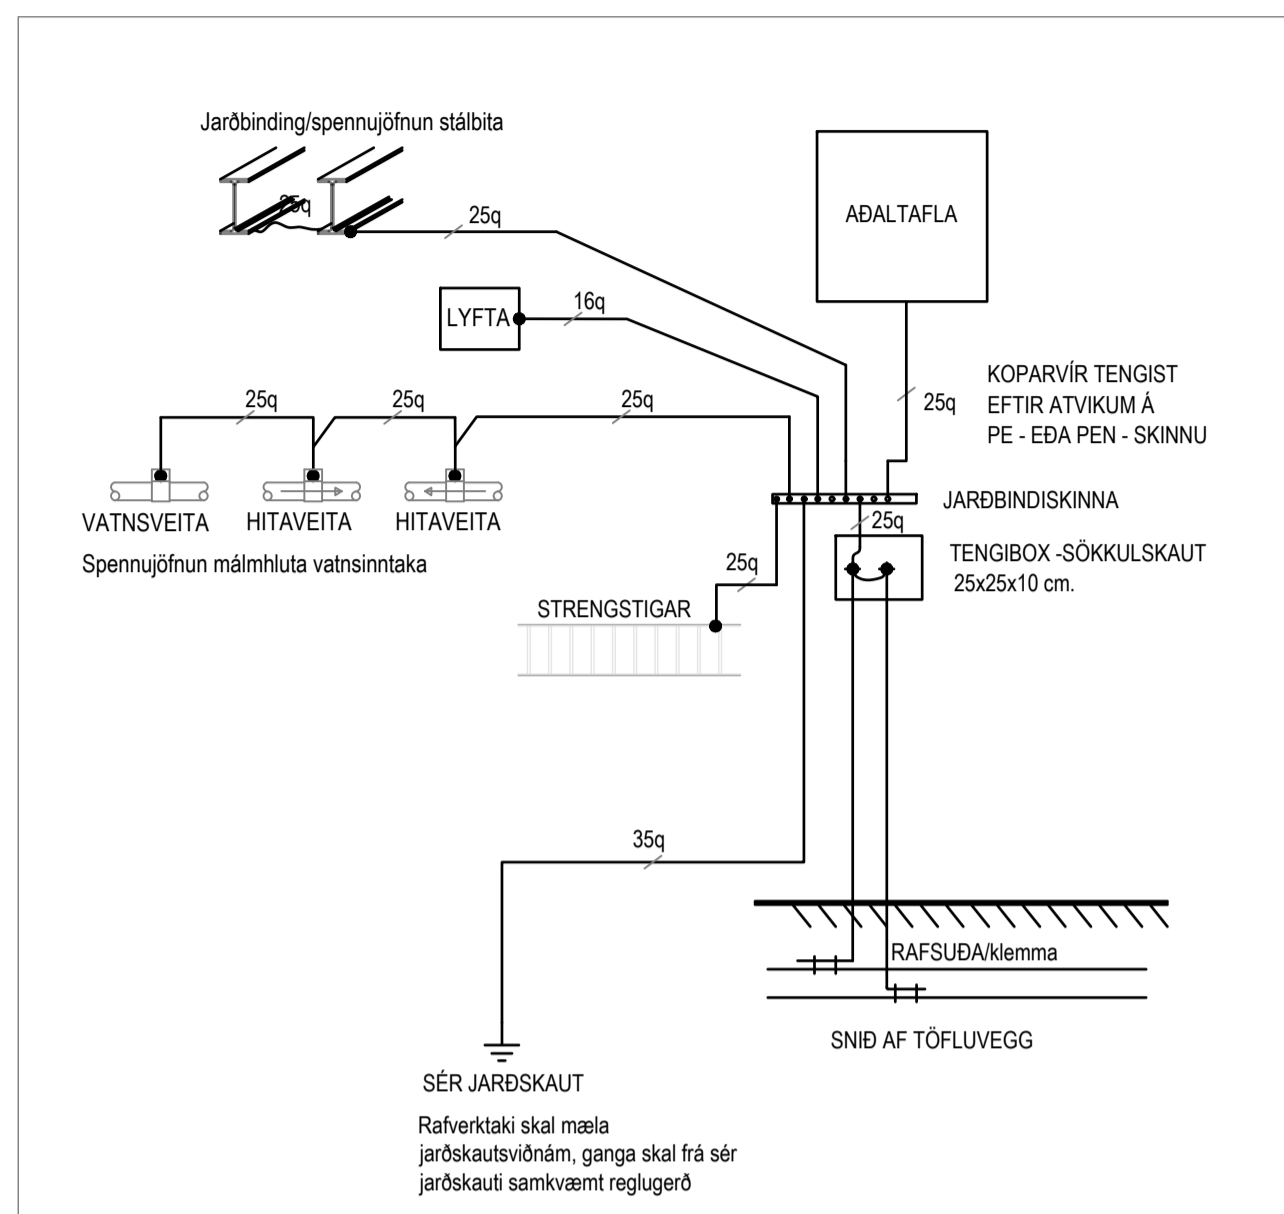 Jarðbinding/spennujöfnun stálbita
25q
25q
AÐALTAFLA
LYFTA
16q
25q
25q
25q
25q
KOPARVÍR TENGIST
EFTIR ATVIKUM Á
PE - EÐA PEN - SKINNU
JARÐBINDISKINNA
VATNSVEITA
HITAVEITA
HITAVEITA
Spennujöfnun málmhluta vatnsinntaka
25q
TENGIBOX -SÖKKULSKAUT
25x25x10 cm.
25q
STRENGSTIGAR
35q
RAFSUÐA/klemma
SNIÐ AF TÖFLUVEGG
SÉR JARÐSKAUT
Rafverktaki skal mæla
jarðskautsviðnám, ganga skal frá sér
jarðskauti samkvæmt reglugerð